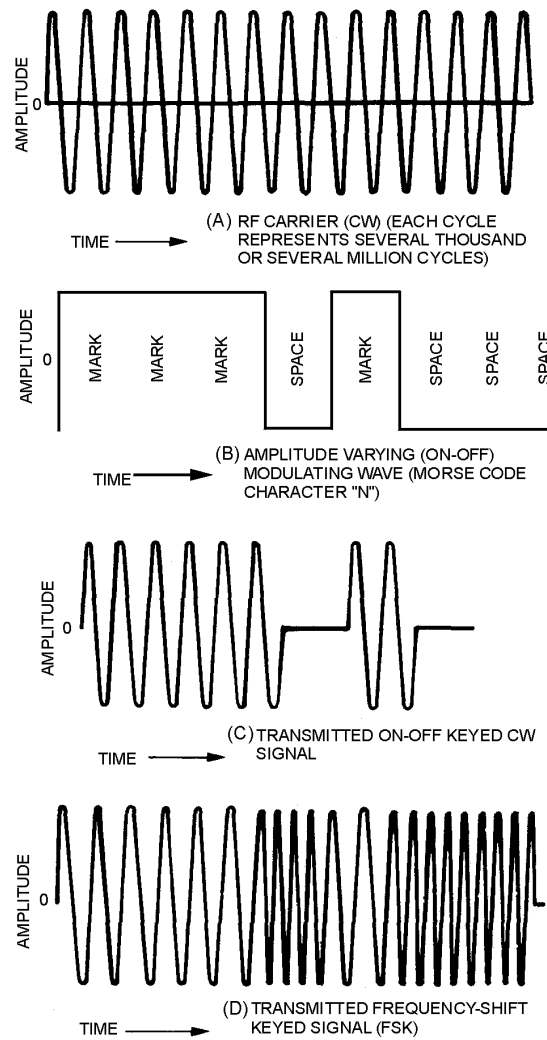 AMPLITUDE
0
(A) RF CARRIER (CW) (EACH CYCLE
REPRESENTS SEVERAL THOUSAND
OR SEVERAL MILLION CYCLES)
TIME
AMPLITUDE
0
MARK
MARK
MARK
SPACE
MARK
SPACE
SPACE
SPACE
(B) AMPLITUDE VARYING (ON-OFF)
MODULATING WAVE (MORSE CODE
CHARACTER "N")
TIME
AMPLITUDE
0
(C) TRANSMITTED ON-OFF KEYED CW
SIGNAL
TIME
AMPLITUDE
0
(D) TRANSMITTED FREQUENCY-SHIFT
KEYED SIGNAL (FSK)
TIME